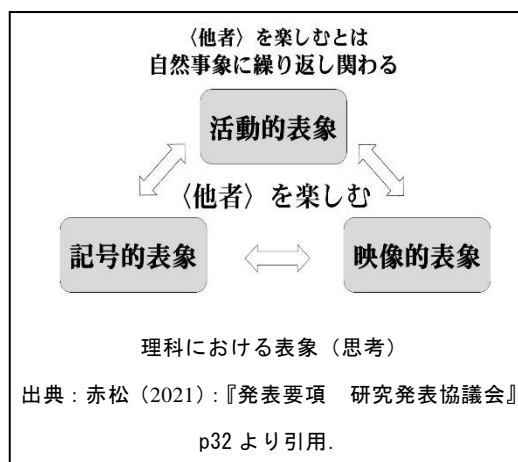 〈他者〉を楽しむとは
自然事象に繰り返し関わる
活動的表象
〈他者〉を楽しむ
記号的表象
映像的表象
理科における表象（思考）
出典：赤松（2021）：『発表要項　研究発表協議会』
p32 より引用.